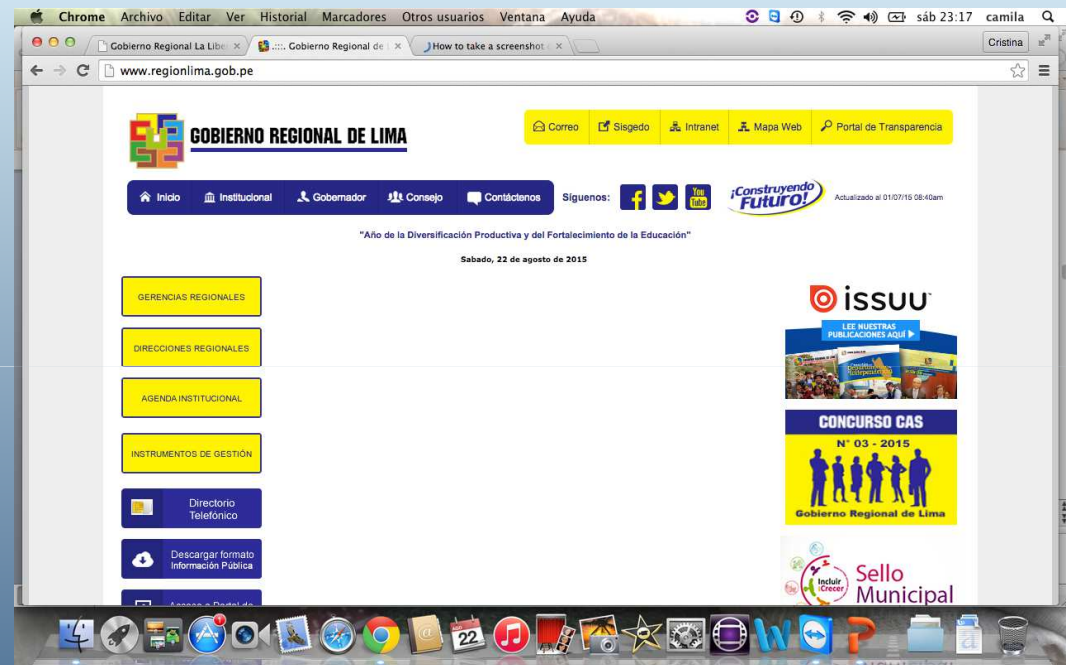 Chrome Archivo Editar Ver Historial Marcadores Otros usuarios Ventana Ayuda sáb 23:17 camila
Gobierno Regional La Libe .:::. Gobierno Regional de How to take a screenshot Cristina
www.regionlima.gob.pe
GOBIERNO REGIONAL DE LIMA
Correo Sisgedo Intranet Mapa Web Portal de Transparencia
Inicio Institucional Gobernador Consejo Contáctenos Síguenos: You Tube ¡Construyendo Futuro! Actualizado al 01/07/15 08:40am
"Año de la Diversificación Productiva y del Fortalecimiento de la Educación"
Sabado, 22 de agosto de 2015
GERENCIAS REGIONALES
DIRECCIONES REGIONALES
AGENDA INSTITUCIONAL
INSTRUMENTOS DE GESTIÓN
Directorio
Telefónico
Descargar formato
Información Pública
issuu
LEE NUESTRAS
PUBLICACIONES AQUÍ
CONCURSO CAS
N° 03 - 2015
Gobierno Regional de Lima
Incluir
Crecer
Sello
Municipal
22